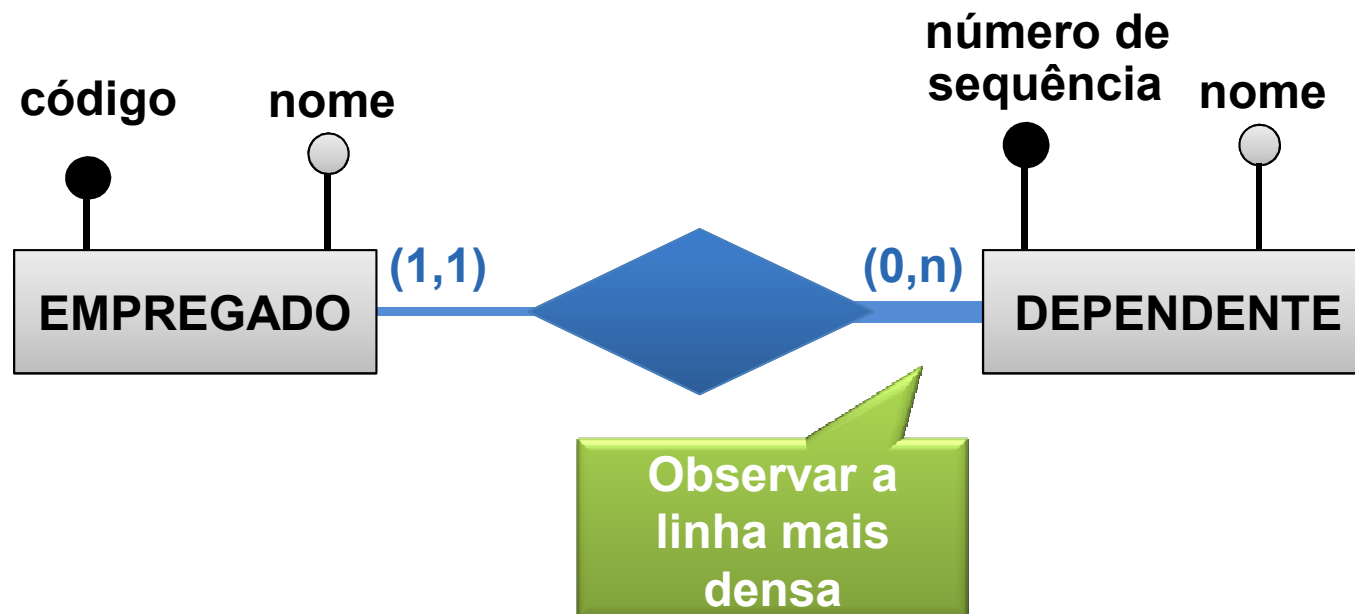 número de
sequência
código
nome
nome
(1,1)
(0,n)
EMPREGADO
DEPENDENTE
Observar a
linha mais
densa